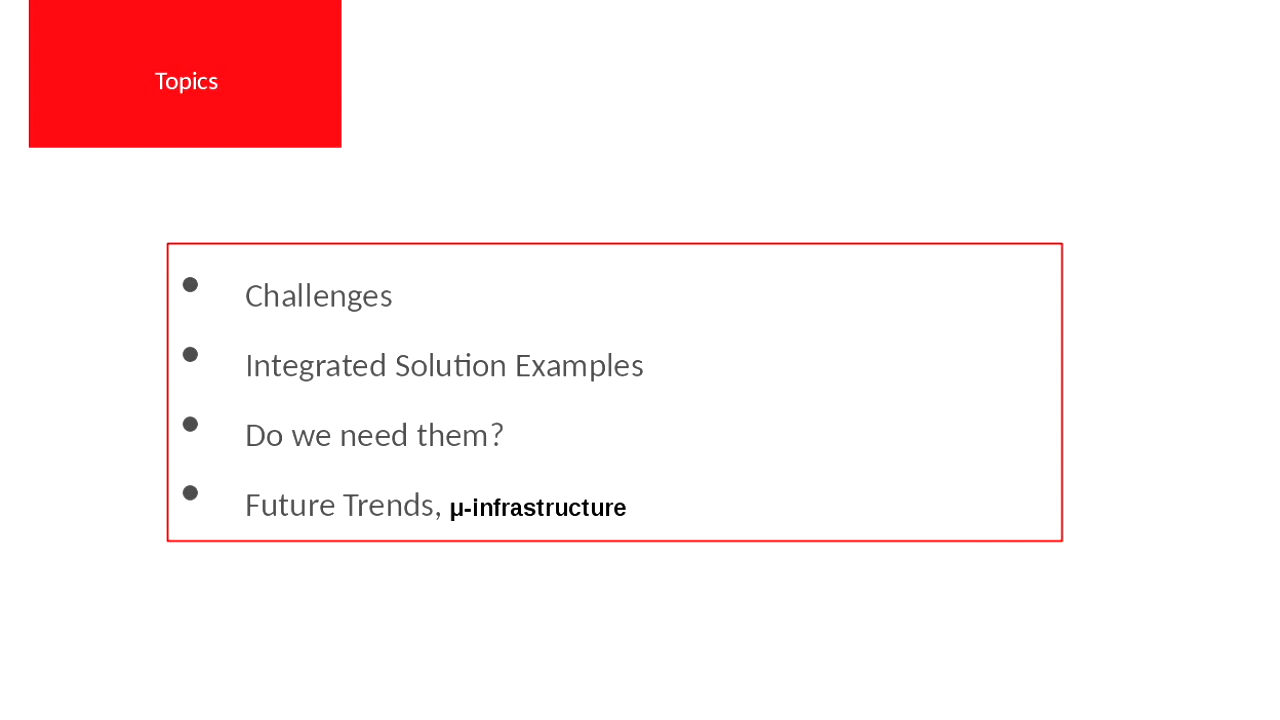 Topics
• Challenges
• Integrated Solution Examples
• Do we need them?
• Future Trends, µ-infrastructure